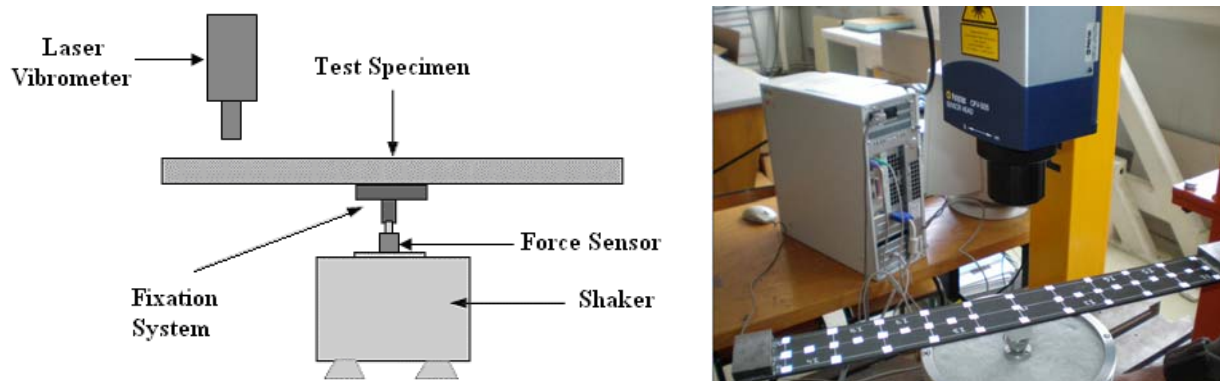 Laser
Vibrometer
Test Specimen
Force Sensor
Fixation
System
Shaker